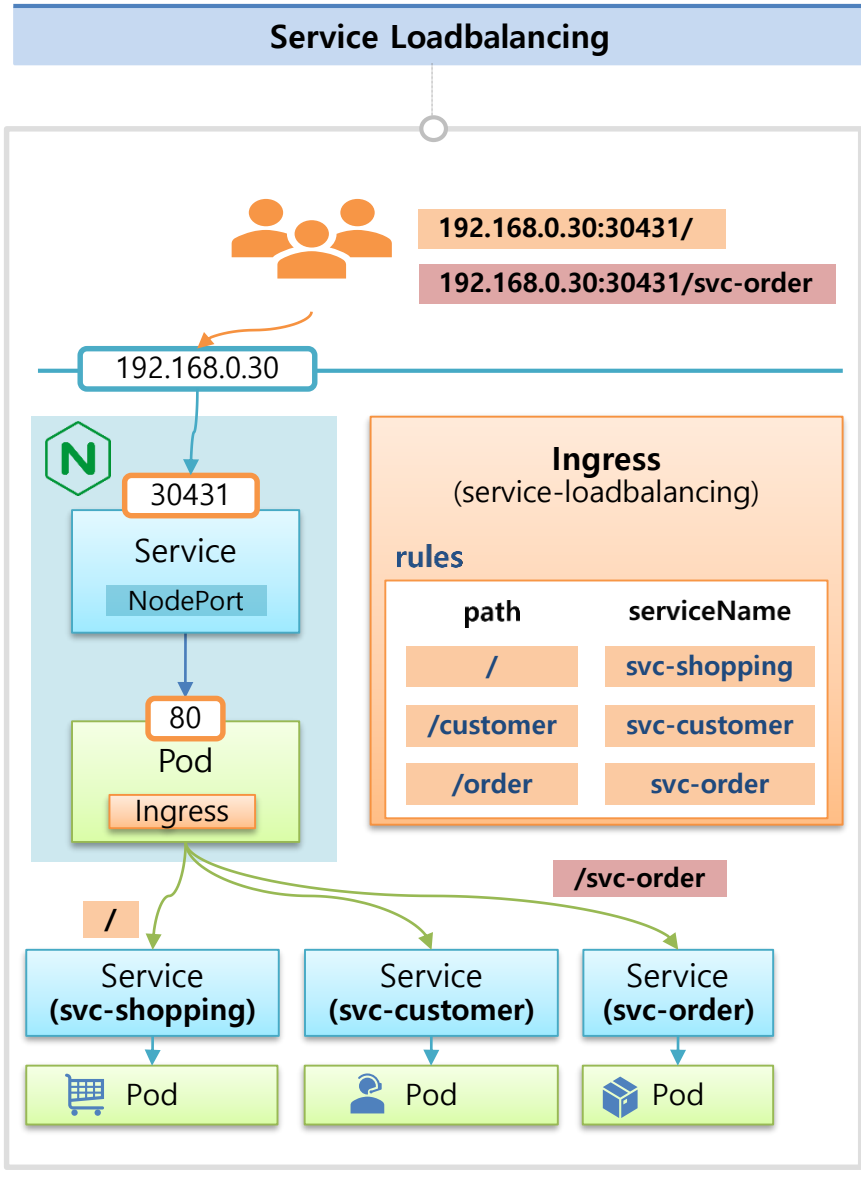 Service Loadbalancing
192.168.0.30:30431/
192.168.0.30:30431/svc-order
192.168.0.30
N
30431
Service
NodePort
80
Pod
Ingress
Ingress
(service-loadbalancing)
rules
path serviceName
/ svc-shopping
/customer svc-customer
/order svc-order
/svc-order
/
Service
(svc-shopping)
Service
(svc-customer)
Service
(svc-order)
Pod
Pod
Pod